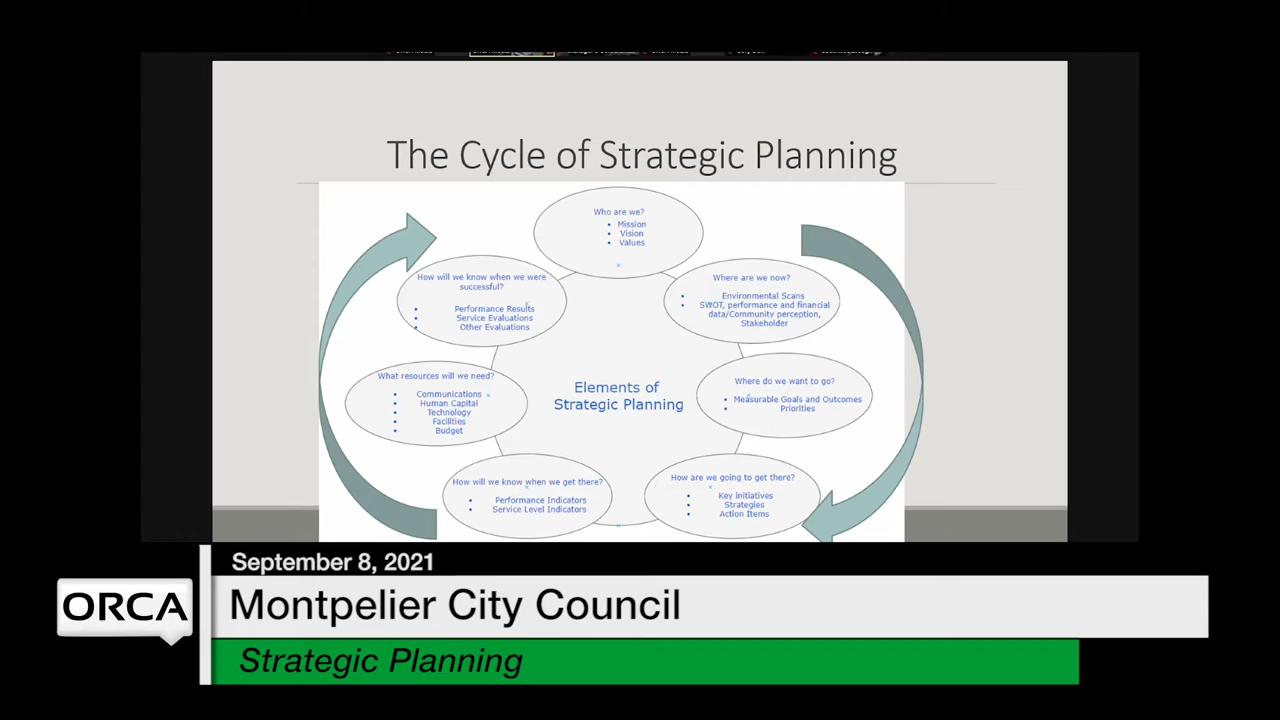 The Cycle of Strategic Planning
Who are we?
• Mission
• Vision
• Values
Where are we now?
• Environmental Scans
• SWOT, performance and financial
data/Community perception,
Stakeholder
Where do we want to go?
• Measurable Goals and Outcomes
• Priorities
How are we going to get there?
• Key initiatives
• Strategies
• Action Items
How will we know when we get there?
• Performance Indicators
• Service Level Indicators
What resources will we need?
• Communications
• Human Capital
• Technology
• Facilities
• Budget
How will we know when we were
successful?
• Performance Results
• Service Evaluations
• Other Evaluations
Elements of
Strategic Planning
September 8, 2021
ORCA
Montpelier City Council
Strategic Planning